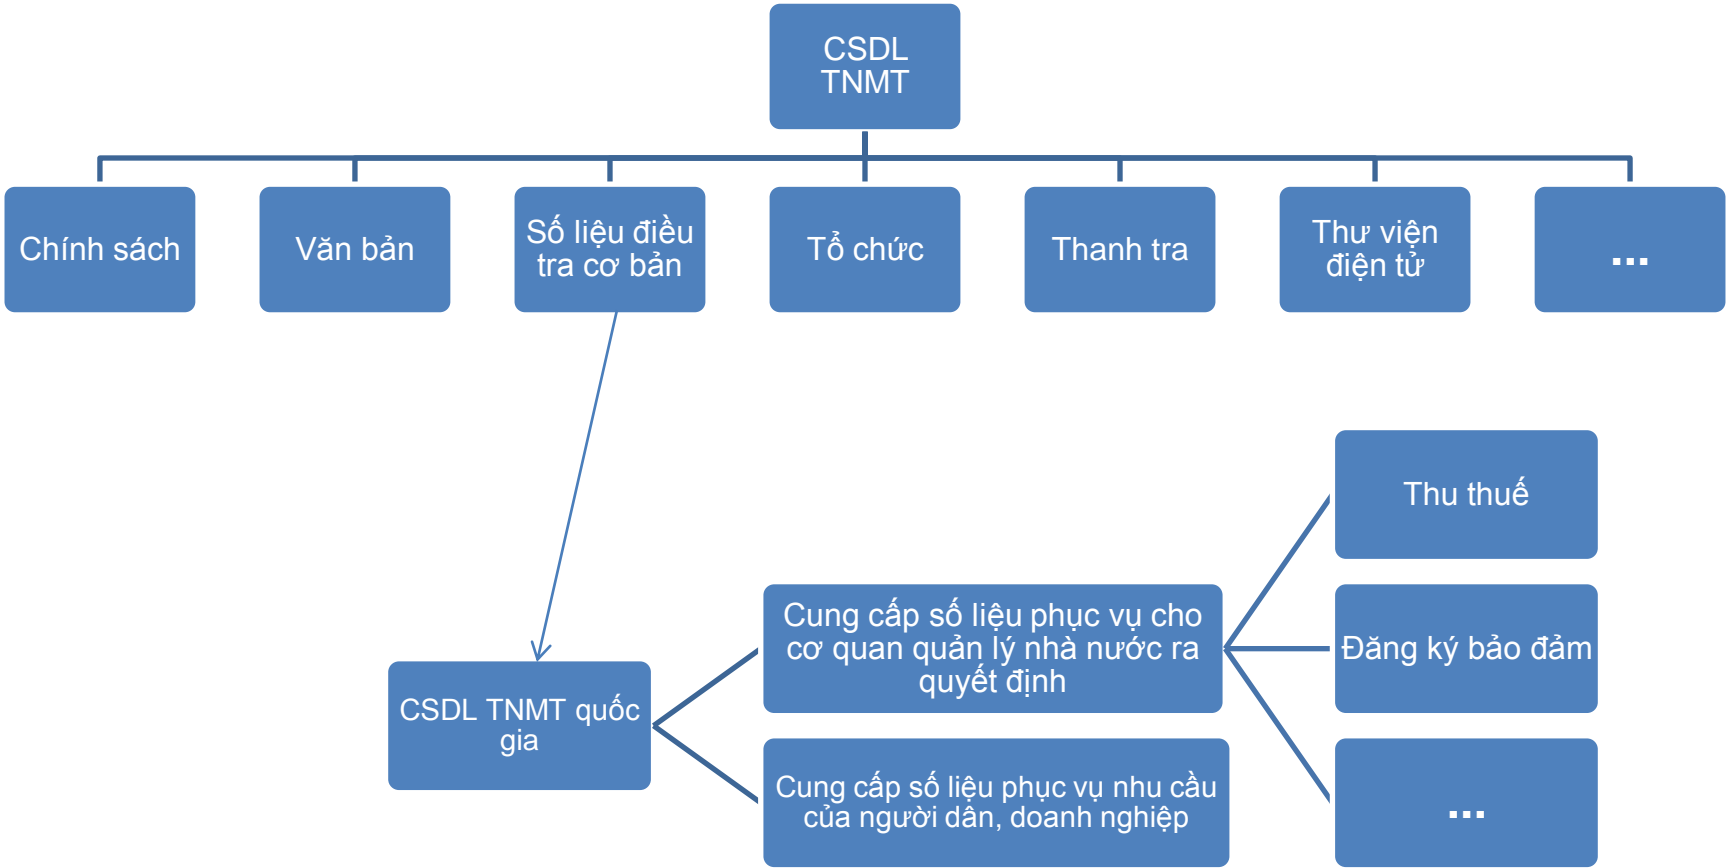 CSDL
TNMT
Chính sách
Văn bản
Số liệu điều
tra cơ bản
Tổ chức
Thanh tra
Thư viện
điện tử
...
Thu thuế
Cung cấp số liệu phục vụ cho
cơ quan quản lý nhà nước ra
quyết định
Đăng ký bảo đảm
CSDL TNMT quốc
gia
Cung cấp số liệu phục vụ nhu cầu
của người dân, doanh nghiệp
...